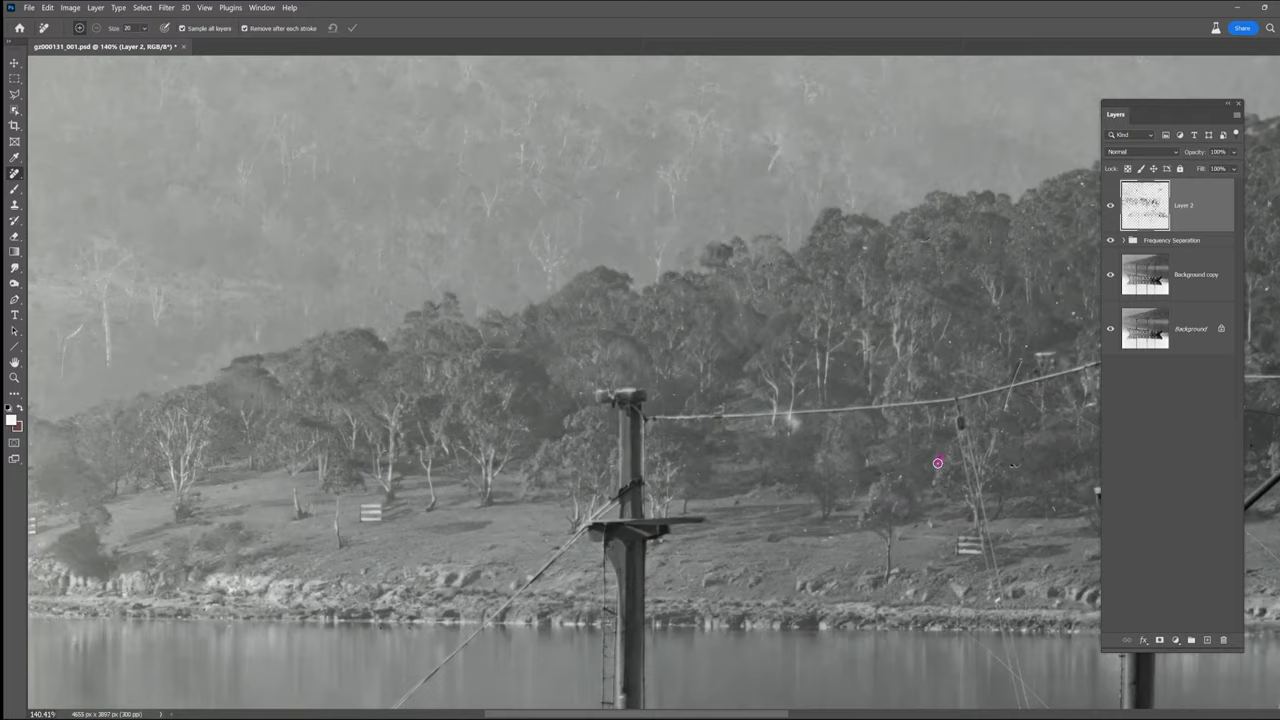 File Edit Image Layer Type Select Filter 3D View Plugins Window Help
Size 20 Sample all layers Remove after each stroke Share
gz000131_001.psd @ 140% (Layer 2, RGB/8*) *
Layers
Kind
Normal Opacity: 100%
Lock: Fill: 100%
Layer 2
Frequency Separation
Background copy
Background
140.41% 4655 px x 3897 px (300 ppi)